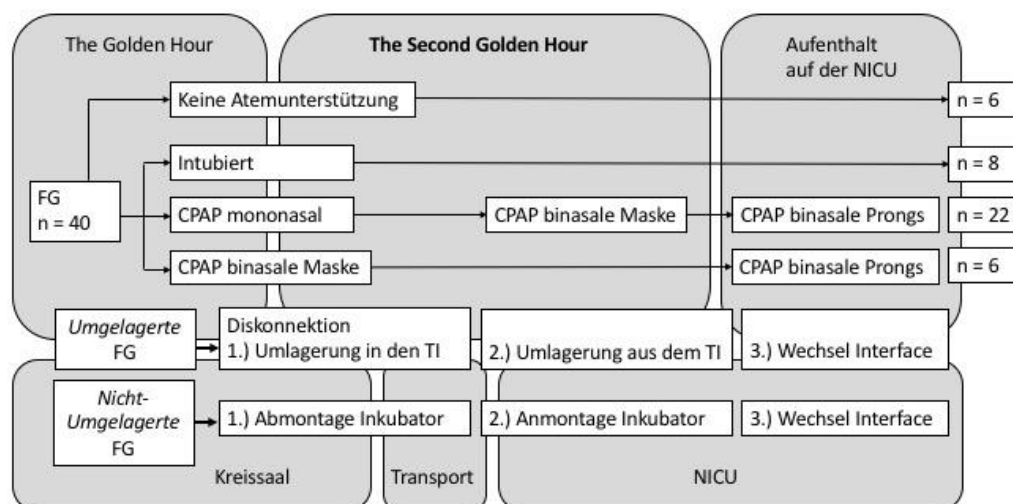 The Golden Hour
The Second Golden Hour
Aufenthalt
auf der NICU
Keine Atemunterstützung
n = 6
Intubiert
n = 8
FG
n = 40
CPAP mononasal
CPAP binasale Maske
CPAP binasale Prongs
n = 22
CPAP binasale Maske
CPAP binasale Prongs
n = 6
Umgelagerte
FG
Diskonnektion
1.) Umlagerung in den TI
2.) Umlagerung aus dem TI
3.) Wechsel Interface
Nicht-
Umgelagerte
FG
1.) Abmontage Inkubator
2.) Anmontage Inkubator
3.) Wechsel Interface
Kreissaal
Transport
NICU